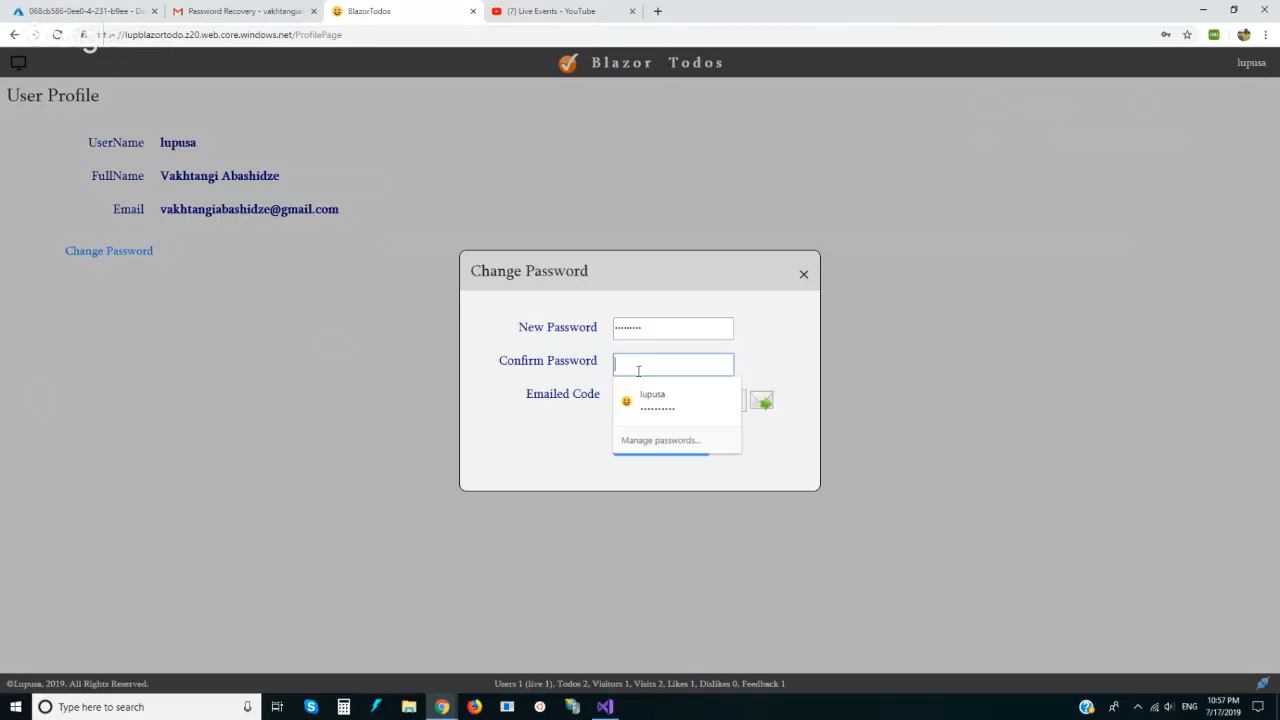 068cb586-0ee0-4-231-b9ee - Da
Password Recovery - vakhtangia
BlazorTodos
(7) Live Events - YouTube
://lupblazortodo.z20.web.core.windows.net/ProfilePage
Blazor Todos
lupusa
User Profile
UserName lupusa
FullName Vakhtangi Abashidze
Email vakhtangiabashidze@gmail.com
Change Password
Change Password
New Password ·········
Confirm Password
Emailed Code
lupusa
··········
Manage passwords...
©Lupusa, 2019. All Rights Reserved.
Users 1 (live 1), Todos 2, Visitors 1, Visits 2, Likes 1, Dislikes 0, Feedback 1
Type here to search
ENG
10:57 PM
7/17/2019